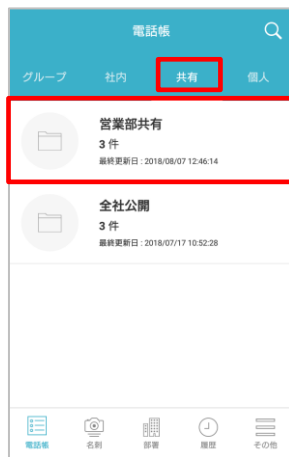 電話帳
グループ 社内 共有 個人
営業部共有
3 件
最終更新日 : 2018/08/07 12:46:14
全社公開
3 件
最終更新日 : 2018/07/17 10:52:28
電話帳 名刺 部署 履歴 その他